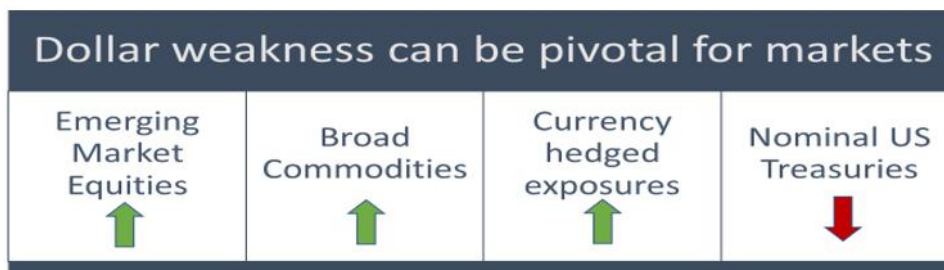 Dollar weakness can be pivotal for markets
Emerging
Market
Equities
Broad
Commodities
Currency
hedged
exposures
Nominal US
Treasuries